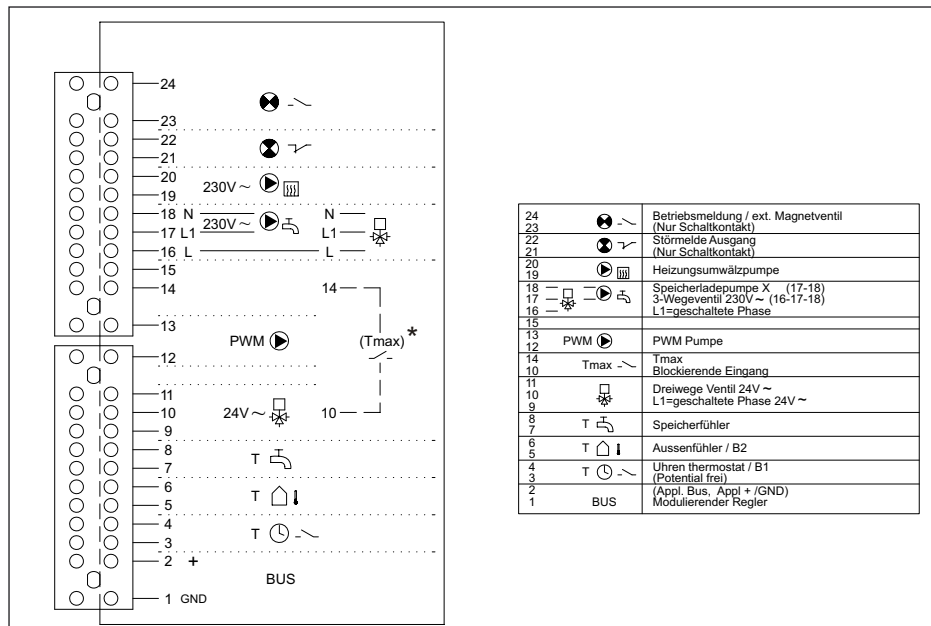 24
23
22
21
20
230V ~
19
18 N N
230V ~
17 L1 L1
16 L L
15
14 14
13
PWM (Tmax) *
12
11
10 24V ~ 10
9
8
T
7
6
T
5
4
T
3
2 +
BUS
1 GND
24 Betriebsmeldung / ext. Magnetventil
23 (Nur Schaltkontakt)
22 Störmelde Ausgang
21 (Nur Schaltkontakt)
20
19 Heizungsumwälzpumpe
18 Speicherladepumpe X (17-18)
17 3-Wegeventil 230V ~ (16-17-18)
16 L1=geschaltete Phase
15
13
12 PWM PWM Pumpe
14 Tmax Tmax
10 Blockierende Eingang
11
10 Dreiwege Ventil 24V ~
9 L1=geschaltete Phase 24V ~
8
7 T Speicherfühler
6
5 T Aussenfühler / B2
4 T Uhren thermostat / B1
3 (Potential frei)
2 (Appl. Bus, Appl + /GND)
1 BUS Modulierender Regler